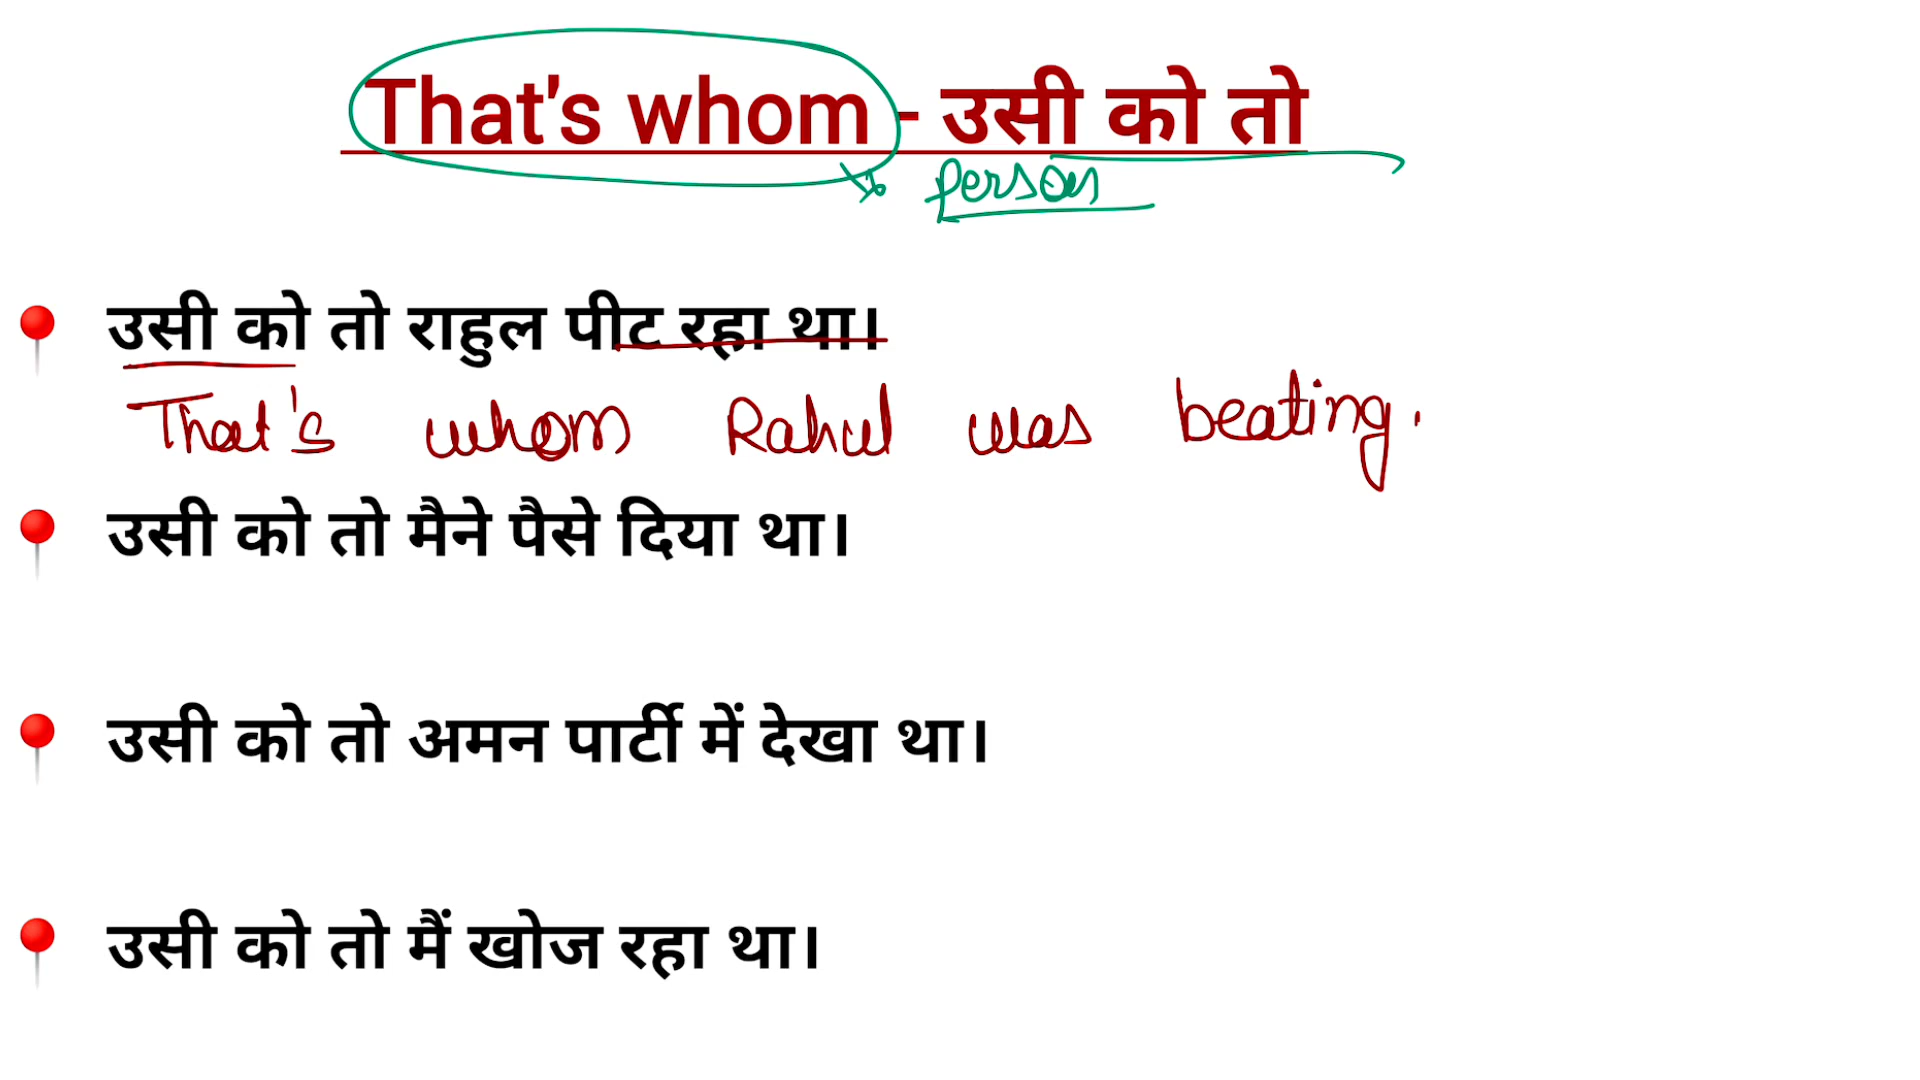 That's whom - उसी को तो
person
📍 उसी को तो राहुल पीट रहा था।
That's whom Rahul was beating.
📍 उसी को तो मैने पैसे दिया था।
📍 उसी को तो अमन पार्टी में देखा था।
📍 उसी को तो मैं खोज रहा था।